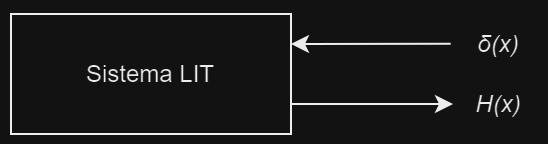 Sistema LIT
δ(x)
H(x)